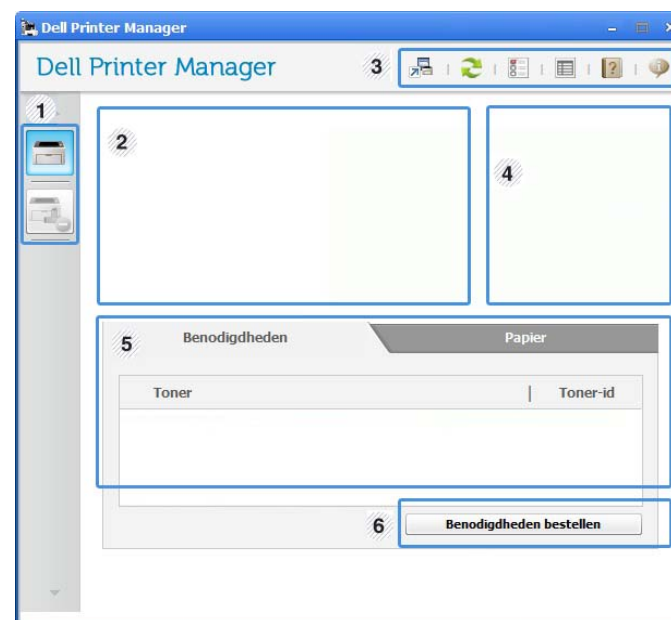 Dell Printer Manager
Dell Printer Manager
3
1
2
4
5
Benodigdheden
Papier
Toner
Toner-id
6
Benodigdheden bestellen